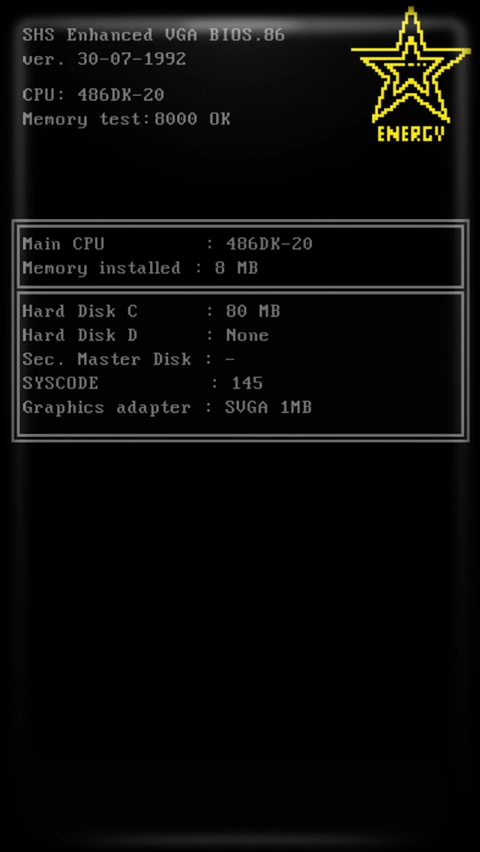 SHS Enhanced VGA BIOS.86
ver. 30-07-1992
CPU: 486DK-20
Memory test:8000 OK
ENERGY
Main CPU : 486DK-20
Memory installed : 8 MB
Hard Disk C : 80 MB
Hard Disk D : None
Sec. Master Disk : -
SYSCODE : 145
Graphics adapter : SVGA 1MB